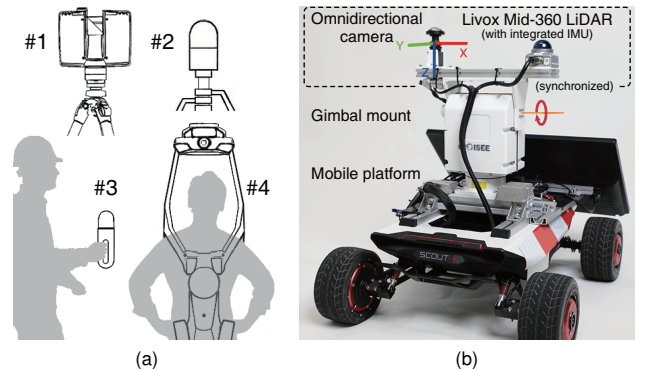 #1
#2
#3
#4
(a)
Omnidirectional
camera
Livox Mid-360 LiDAR
(with integrated IMU)
Y
X
Z
(synchronized)
Gimbal mount
OISEE
Mobile platform
SCOUT
(b)